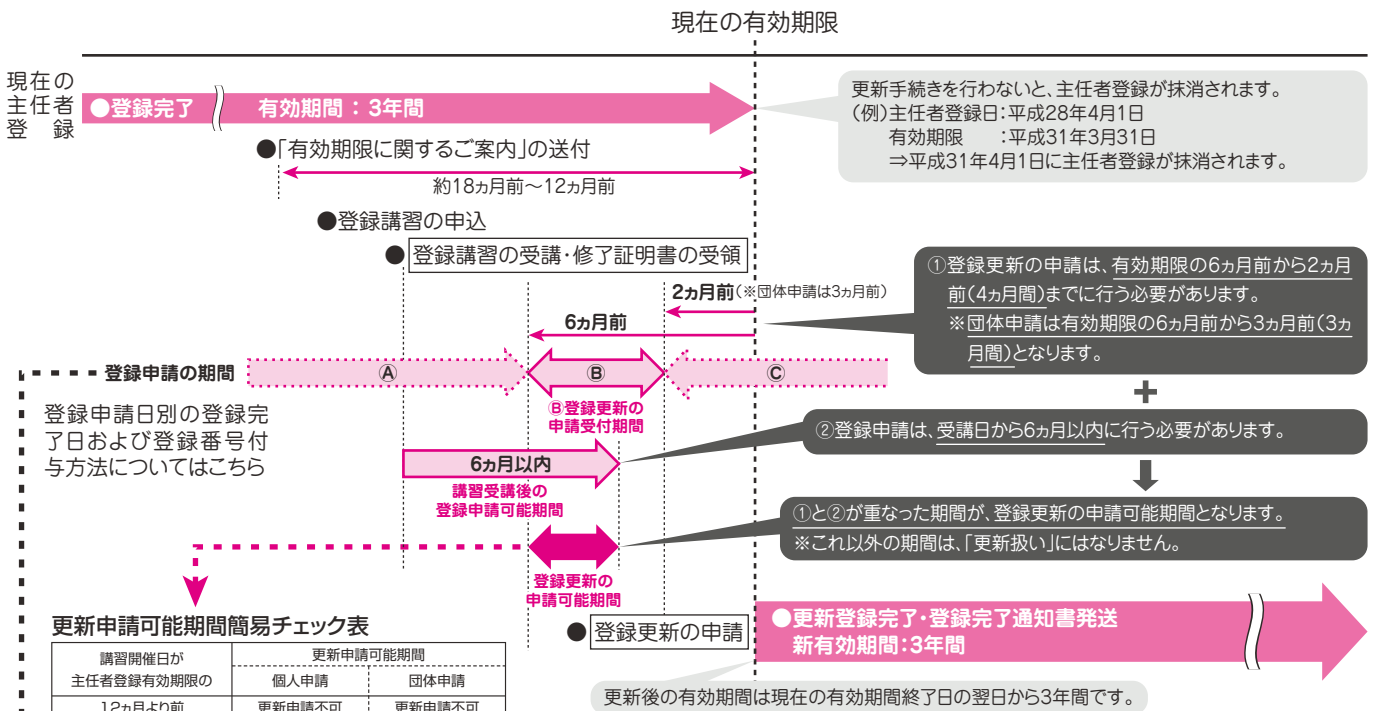 現在の有効期限
現在の
主任者
登 録
●登録完了
有効期間：3年間
更新手続きを行わないと、主任者登録が抹消されます。
(例)主任者登録日：平成28年4月1日
有効期限　　：平成31年3月31日
⇒平成31年4月1日に主任者登録が抹消されます。
●「有効期限に関するご案内」の送付
約18ヵ月前～12ヵ月前
●登録講習の申込
●登録講習の受講・修了証明書の受領
2ヵ月前(※団体申請は3ヵ月前)
6ヵ月前
①登録更新の申請は、有効期限の6ヵ月前から2ヵ月
前(4ヵ月間)までに行う必要があります。
※団体申請は有効期限の6ヵ月前から3ヵ月前(3ヵ
月間)となります。
登録申請の期間
Ⓐ
Ⓑ
Ⓒ
Ⓑ登録更新の
申請受付期間
登録申請日別の登録完
了日および登録番号付
与方法についてはこちら
②登録申請は、受講日から6ヵ月以内に行う必要があります。
6ヵ月以内
講習受講後の
登録申請可能期間
①と②が重なった期間が、登録更新の申請可能期間となります。
※これ以外の期間は、「更新扱い」にはなりません。
登録更新の
申請可能期間
●登録更新の申請
●更新登録完了・登録完了通知書発送
新有効期間：3年間
更新後の有効期間は現在の有効期間終了日の翌日から3年間です。
更新申請可能期間簡易チェック表
講習開催日が
主任者登録有効期限の
更新申請可能期間
個人申請
団体申請
12ヵ月より前
更新申請不可
更新申請不可